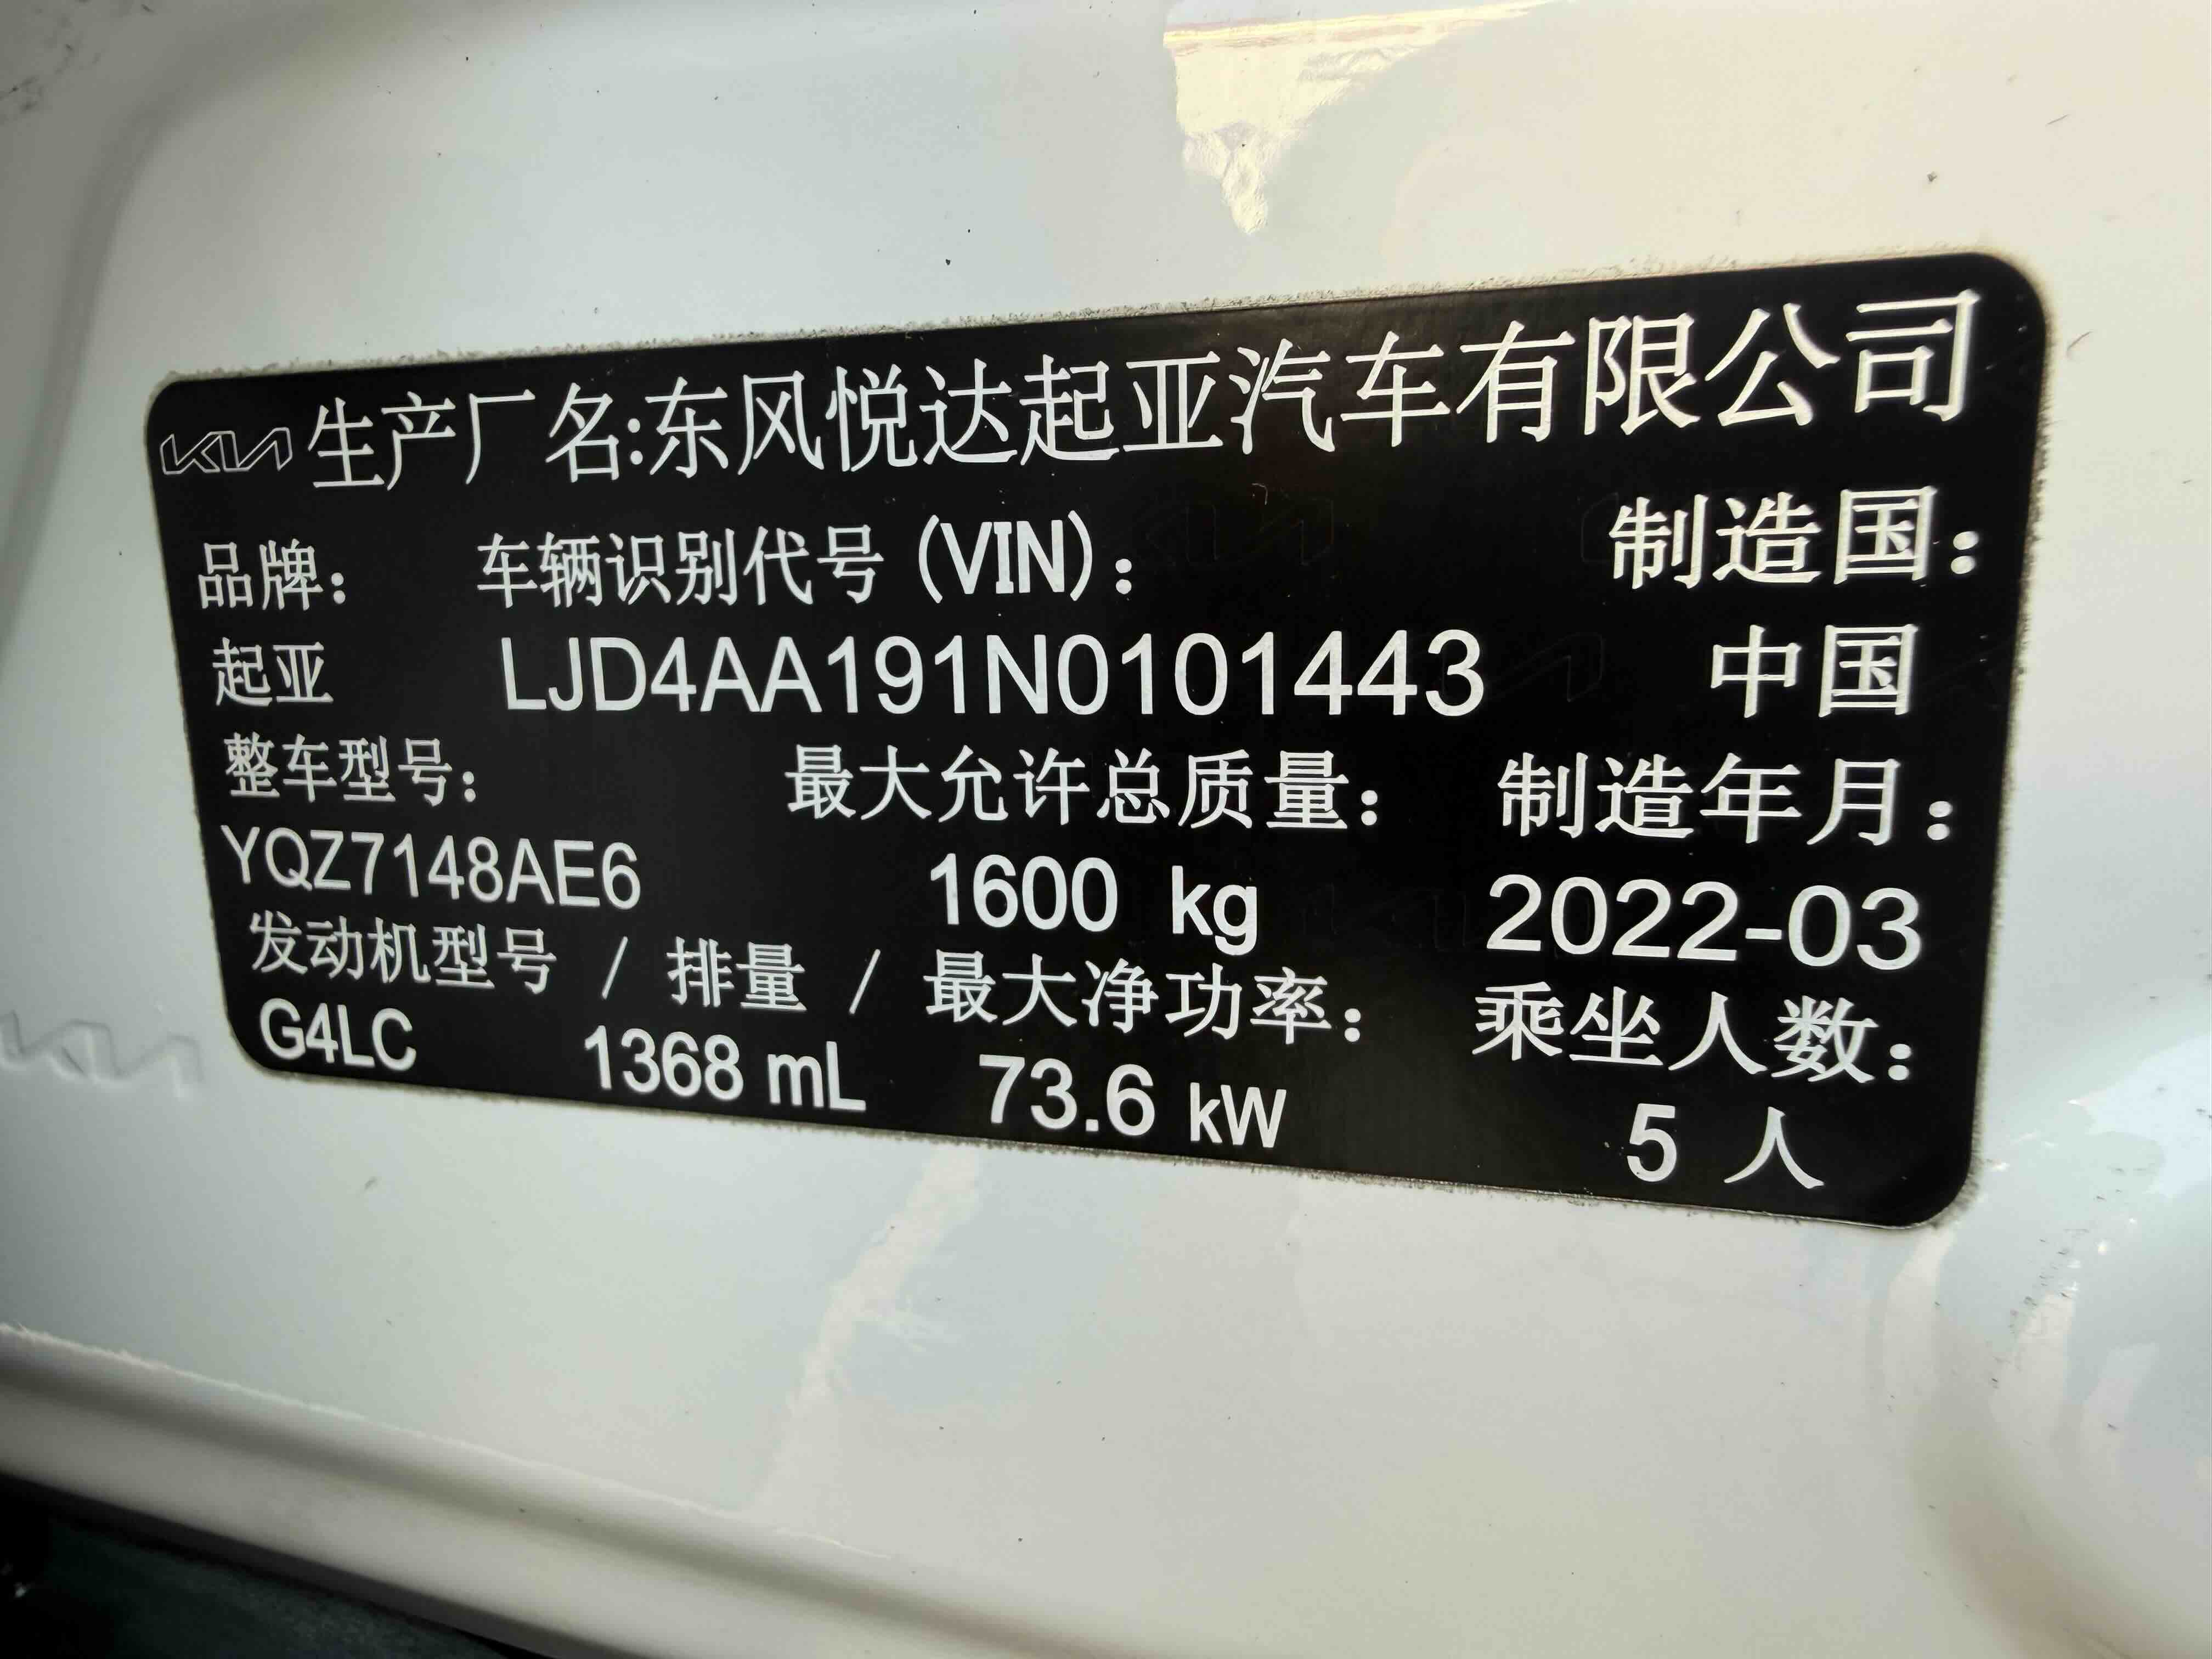 KIA 生产厂名:东风悦达起亚汽车有限公司
品牌: 车辆识别代号 (VIN): 制造国:
起亚 LJD4AA191N0101443 中国
整车型号: 最大允许总质量: 制造年月:
YQZ7148AE6 1600 kg 2022-03
发动机型号 / 排量 / 最大净功率: 乘坐人数:
G4LC 1368 mL 73.6 kW 5 人